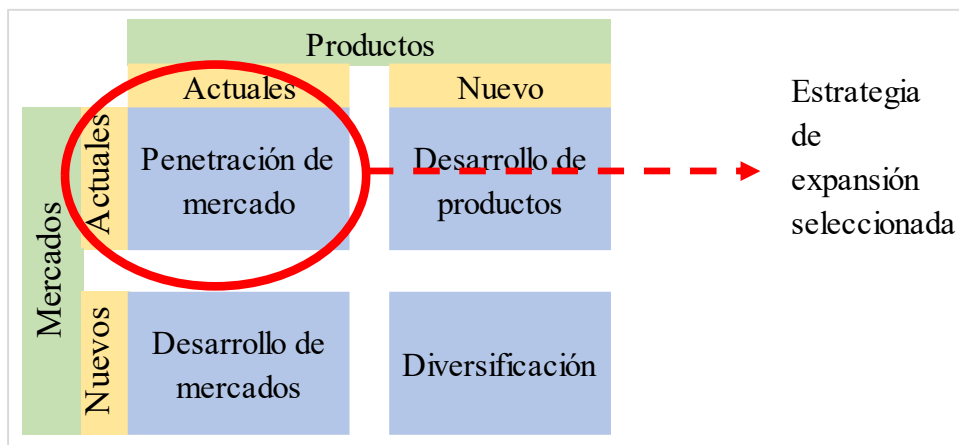 Productos
Actuales
Nuevo
Mercados
Actuales
Penetración de
mercado
Desarrollo de
productos
Estrategia
de
expansión
seleccionada
Nuevos
Desarrollo de
mercados
Diversificación